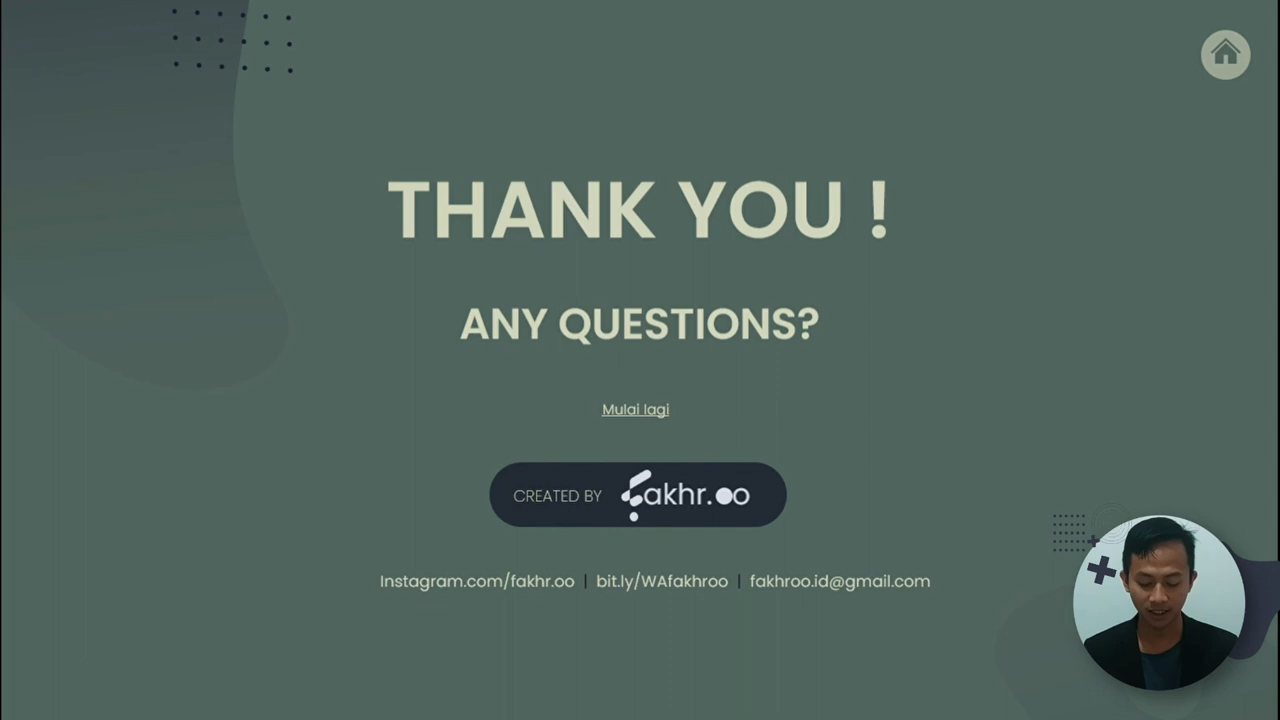 THANK YOU !
ANY QUESTIONS?
Mulai lagi
CREATED BY fakhr.oo
Instagram.com/fakhr.oo | bit.ly/WAfakhroo | fakhroo.id@gmail.com